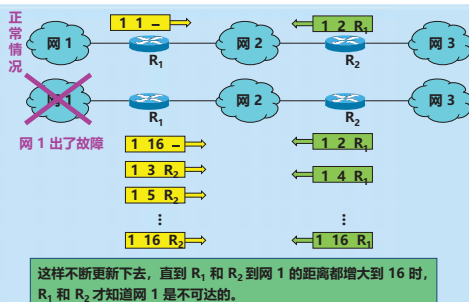 正常情况
1 1 −
1 2 R₁
网 1
网 2
网 3
R₁
R₂
网 1
网 2
网 3
R₁
R₂
网 1 出了故障
1 16 −
1 2 R₁
1 3 R₂
1 4 R₁
1 5 R₂
⋮
⋮
1 16 R₂
1 16 R₁
这样不断更新下去，直到 R₁ 和 R₂ 到网 1 的距离都增大到 16 时，
R₁ 和 R₂ 才知道网 1 是不可达的。